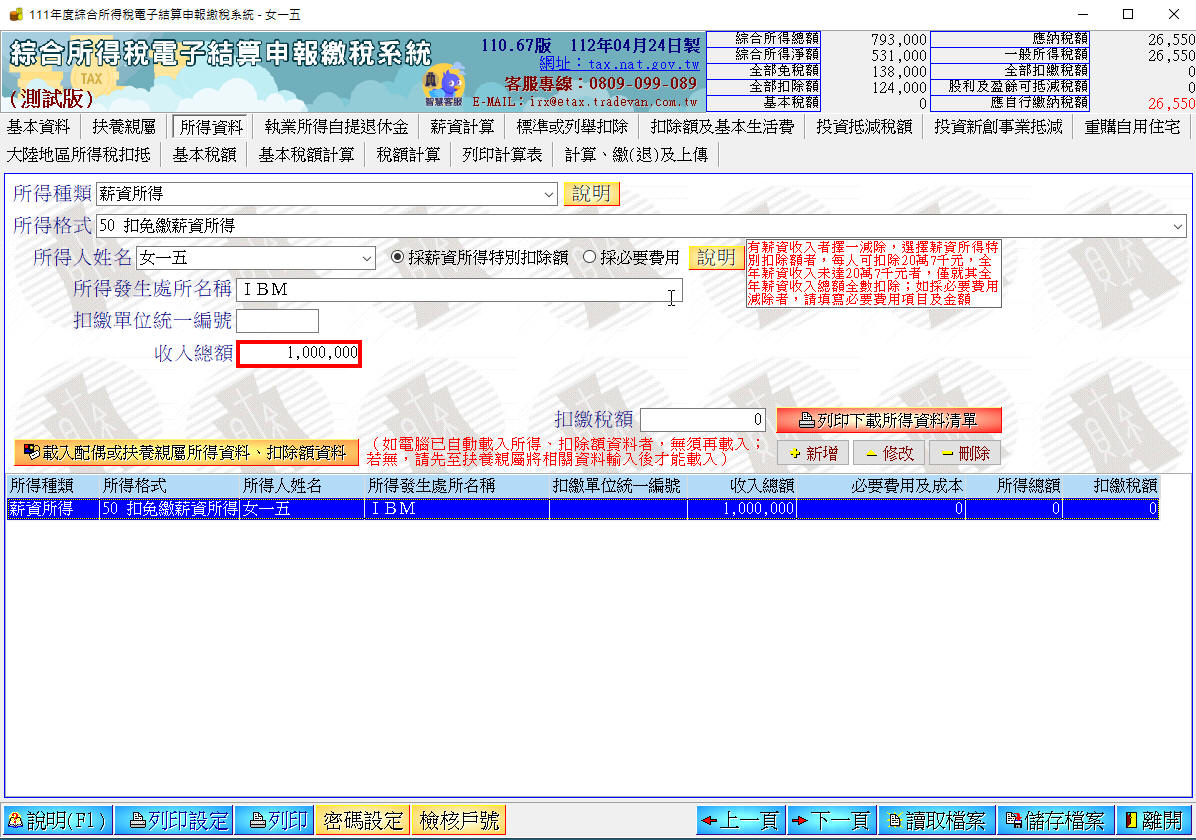 111年度綜合所得稅電子結算申報繳稅系統 - 女一五
綜合所得稅電子結算申報繳稅系統
TAX
(測試版)
智慧客服
110.67版 112年04月24日製
網址：tax.nat.gov.tw
客服專線：0809-099-089
E-MAIL：irx@etax.tradevan.com.tw
綜合所得總額 793,000 應納稅額 26,550
綜合所得淨額 531,000 一般所得稅額 26,550
全部免稅額 138,000 全部扣繳稅額 0
全部扣除額 124,000 股利及盈餘可抵減稅額 0
基本稅額 0 應自行繳納稅額 26,550
基本資料 扶養親屬 所得資料 執業所得自提退休金 薪資計算 標準或列舉扣除 扣除額及基本生活費 投資抵減稅額 投資新創事業抵減 重購自用住宅
大陸地區所得稅扣抵 基本稅額 基本稅額計算 稅額計算 列印計算表 計算、繳(退)及上傳
所得種類 薪資所得 說明
所得格式 50 扣免繳薪資所得
所得人姓名 女一五 採薪資所得特別扣除額 採必要費用 說明
有薪資收入者擇一減除，選擇薪資所得特
別扣除額者，每人可扣除20萬7千元，全
年薪資收入未達20萬7千元者，僅就其全
年薪資收入總額全數扣除；如採必要費用
減除者，請填寫必要費用項目及金額
所得發生處所名稱 ＩＢＭ
扣繳單位統一編號
收入總額 1,000,000
扣繳稅額 0 列印下載所得資料清單
載入配偶或扶養親屬所得資料、扣除額資料
（如電腦已自動載入所得、扣除額資料者，無須再載入；
若無，請先至扶養親屬將相關資料輸入後才能載入）
新增 修改 刪除
所得種類 所得格式 所得人姓名 所得發生處所名稱 扣繳單位統一編號 收入總額 必要費用及成本 所得總額 扣繳稅額
薪資所得 50 扣免繳薪資所得 女一五 ＩＢＭ 1,000,000 0 0 0
說明(F1) 列印設定 列印 密碼設定 檢核戶號 上一頁 下一頁 讀取檔案 儲存檔案 離開